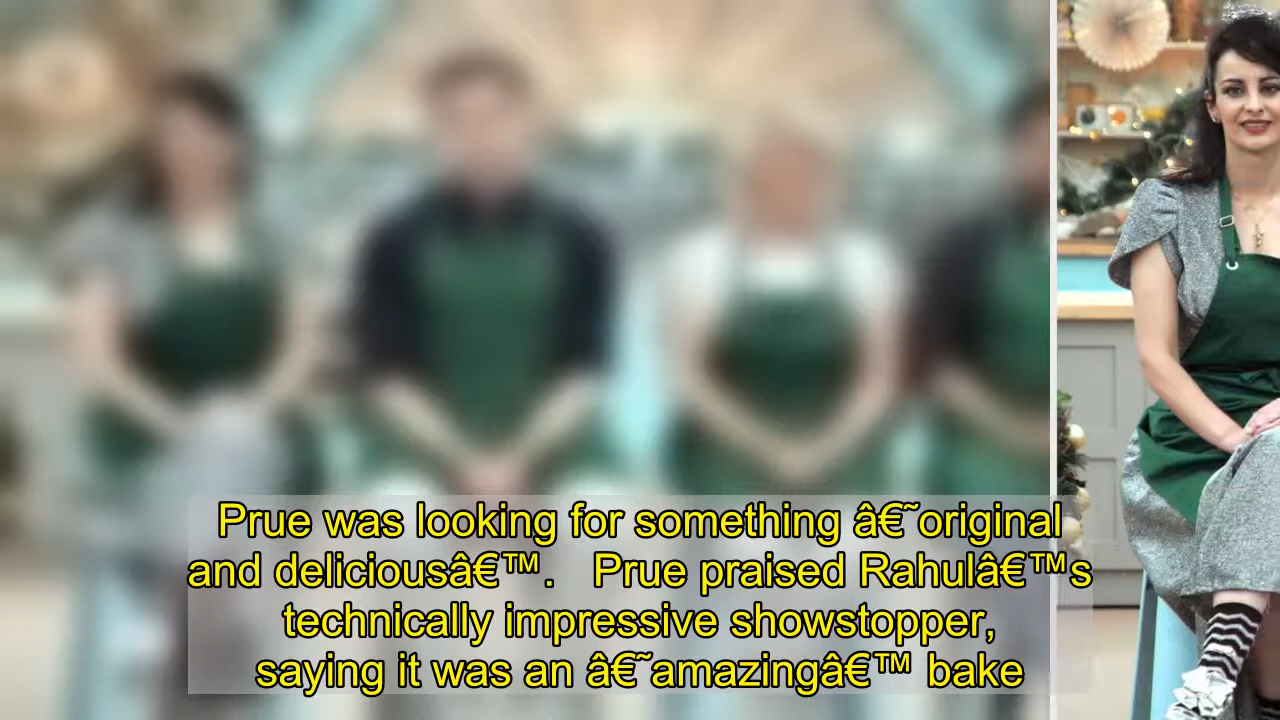 Prue was looking for something â€˜original
and deliciousâ€™.   Prue praised Rahulâ€™s
technically impressive showstopper,
saying it was an â€˜amazingâ€™ bake